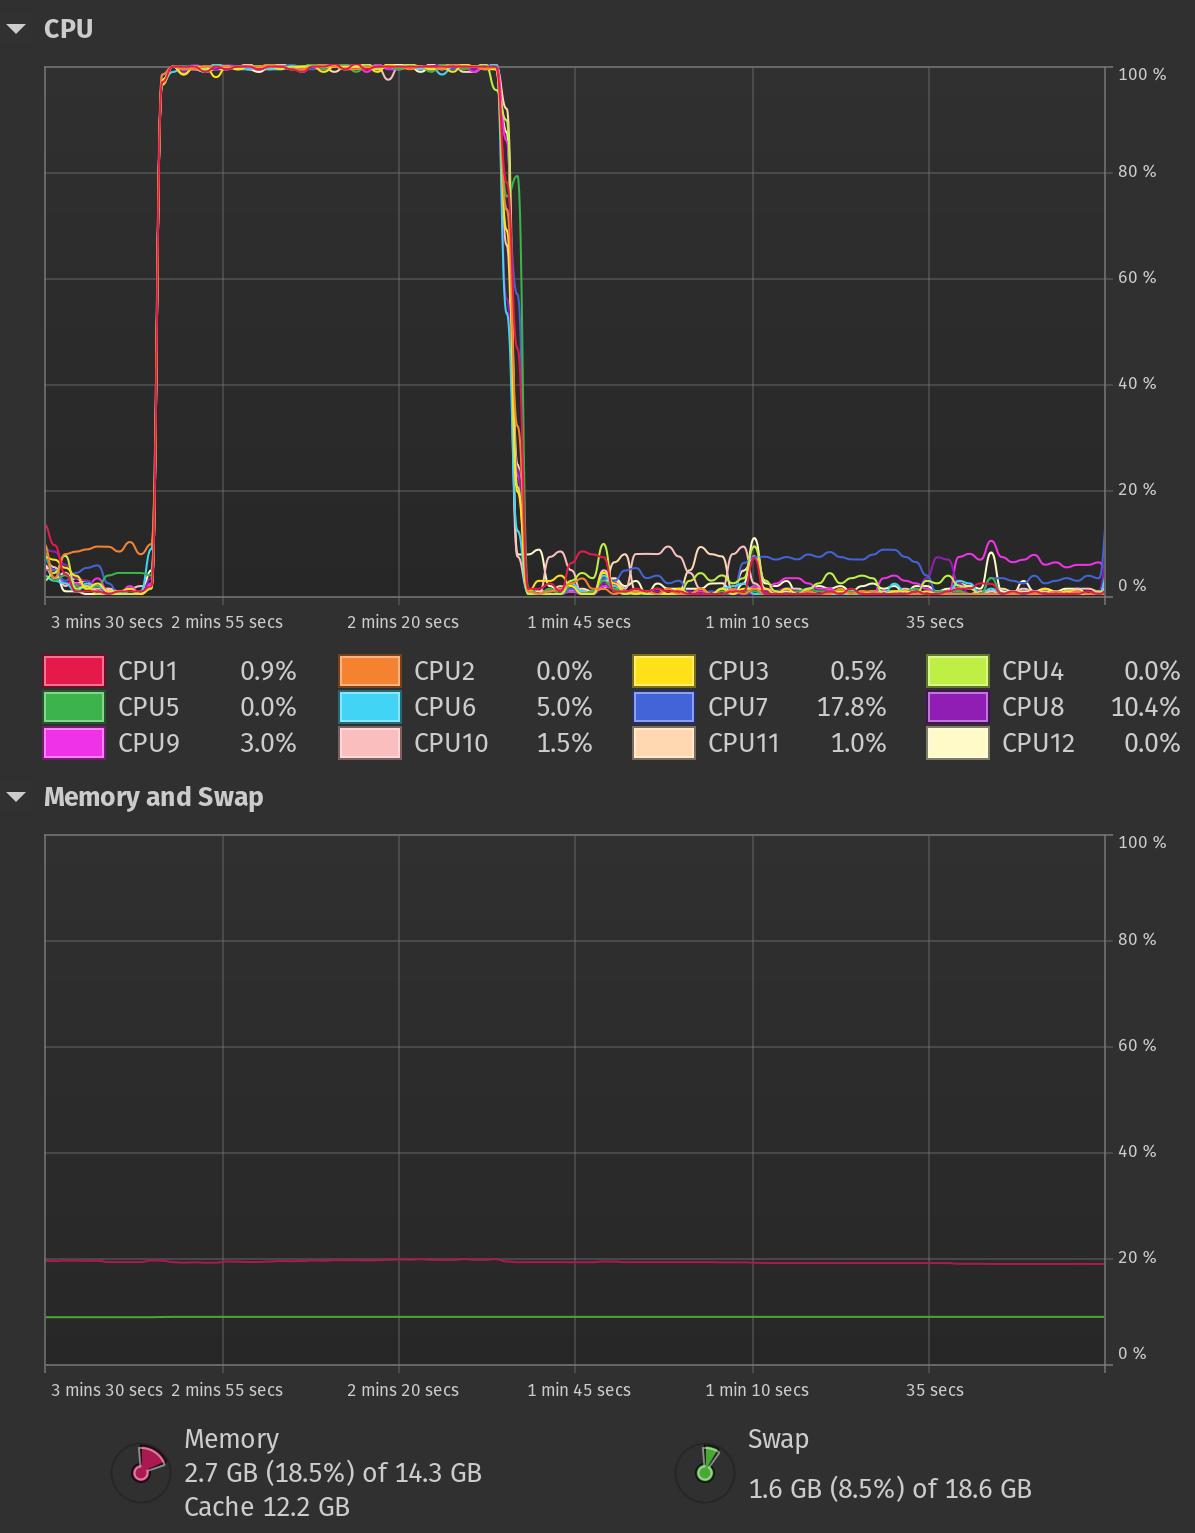 CPU
100 %
80 %
60 %
40 %
20 %
0 %
3 mins 30 secs 2 mins 55 secs 2 mins 20 secs 1 min 45 secs 1 min 10 secs 35 secs
CPU1 0.9% CPU2 0.0% CPU3 0.5% CPU4 0.0%
CPU5 0.0% CPU6 5.0% CPU7 17.8% CPU8 10.4%
CPU9 3.0% CPU10 1.5% CPU11 1.0% CPU12 0.0%
Memory and Swap
100 %
80 %
60 %
40 %
20 %
0 %
3 mins 30 secs 2 mins 55 secs 2 mins 20 secs 1 min 45 secs 1 min 10 secs 35 secs
Memory
2.7 GB (18.5%) of 14.3 GB
Cache 12.2 GB
Swap
1.6 GB (8.5%) of 18.6 GB